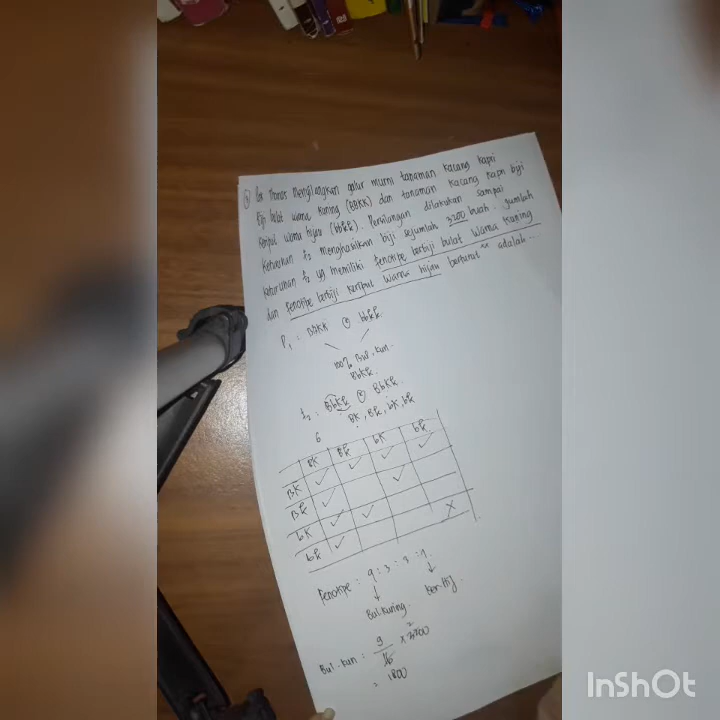 Pak Thomas menyilangkan galur murni tanaman kacang kapri
biji bulat warna kuning (BBKK) dan tanaman kacang kapri biji
keriput warna hijau (bbkk). Persilangan dilakukan sampai
keturunan f2 menghasilkan biji sejumlah 3200 buah. Jumlah
keturunan f2 yg memiliki fenotipe berbiji bulat warna kuning
dan fenotipe berbiji keriput warna hijau berturut" adalah...
P1 : BBKK x bbkk
100% Bul-kun
BbKk
f2 : BbKk x BbKk
BK, Bk, bK, bk
G
BK Bk bK bk
BK ✓ ✓ ✓ ✓
Bk ✓ ✓
bK ✓ ✓
bk ✓ X
fenotipe : 9 : 3 : 3 : 1
Bul-kuning Ker-Hij
Bul-kun : 9/16 x 3200
= 1800
InShOt